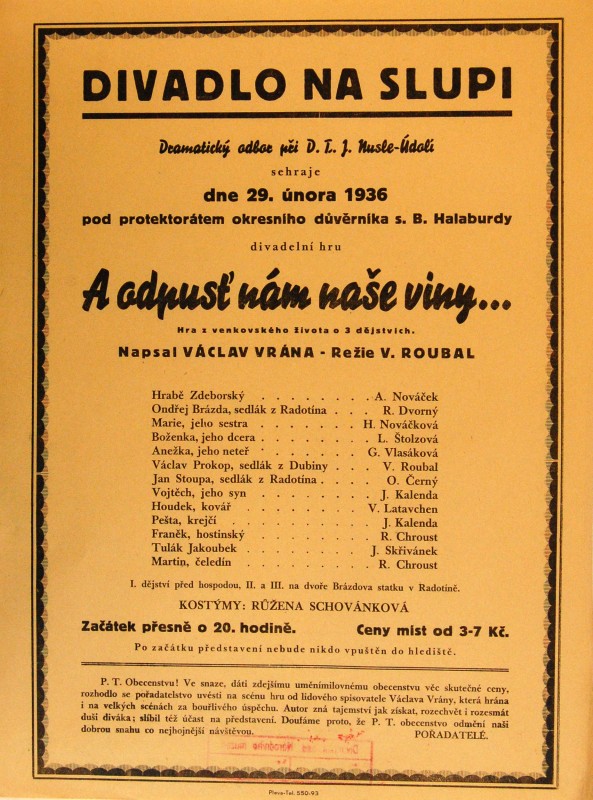 DIVADLO NA SLUPI
Dramatický odbor při D. T. J. Nusle-Údolí
sehraje
dne 29. února 1936
pod protektorátem okresního důvěrníka s. B. Halaburdy
divadelní hru
A odpusť nám naše viny...
Hra z venkovského života o 3 dějstvích.
Napsal VÁCLAV VRÁNA - Režie V. ROUBAL
Hrabě Zdeborský . . . . . . . . A. Nováček
Ondřej Brázda, sedlák z Radotína . . . R. Dvorný
Marie, jeho sestra . . . . . . . H. Nováčková
Boženka, jeho dcera . . . . . . . L. Štolzová
Anežka, jeho neteř . . . . . . . G. Vlasáková
Václav Prokop, sedlák z Dubiny . . . V. Roubal
Jan Stoupa, sedlák z Radotína . . . . O. Černý
Vojtěch, jeho syn . . . . . . . . J. Kalenda
Houdek, kovář . . . . . . . . V. Latavchen
Pešta, krejčí . . . . . . . . . J. Kalenda
Franěk, hostinský . . . . . . . . R. Chroust
Tulák Jakoubek . . . . . . . . J. Skřivánek
Martin, čeledín . . . . . . . . R. Chroust
I. dějství před hospodou, II. a III. na dvoře Brázdova statku v Radotíně.
KOSTÝMY: RŮŽENA SCHOVÁNKOVÁ
Začátek přesně o 20. hodině. Ceny míst od 3-7 Kč.
Po začátku představení nebude nikdo vpuštěn do hlediště.
P. T. Obecenstvu! Ve snaze, dáti zdejšímu uměnímilovnému obecenstvu věc skutečné ceny,
rozhodlo se pořadatelstvo uvésti na scénu hru od lidového spisovatele Václava Vrány, která hrána
i na velkých scénách za bouřlivého úspěchu. Autor zná tajemství jak získat, rozechvět i rozesmát
duši diváka; slíbil též účast na představení. Doufáme proto, že P. T. obecenstvo odmění naši
dobrou snahu co nejhojnější návštěvou. POŘADATELÉ.
Pleva-Tel. 550-93